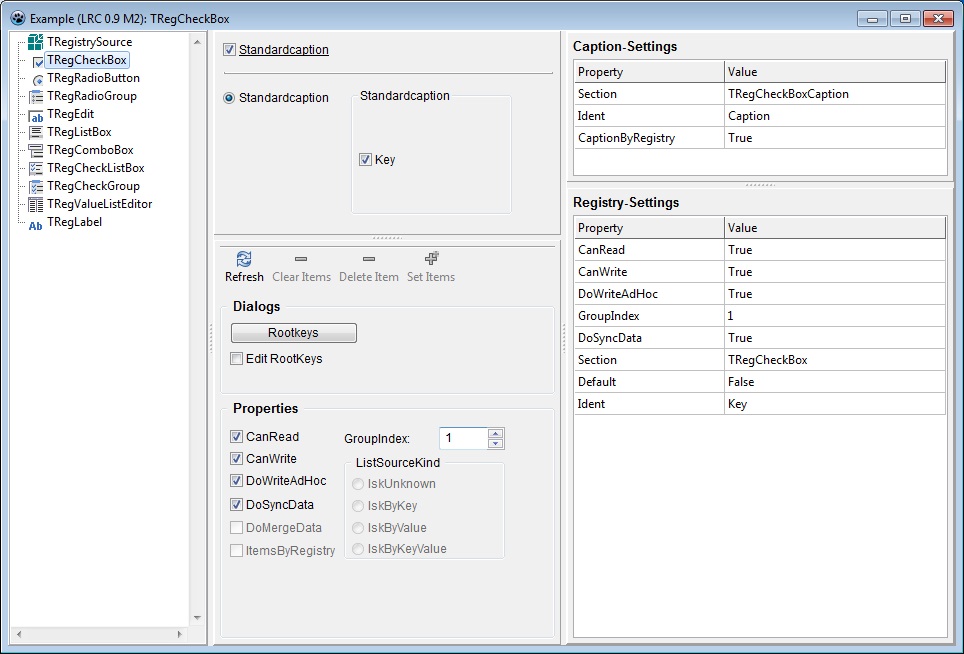 Example (LRC 0.9 M2): TRegCheckBox
TRegistrySource
TRegCheckBox
TRegRadioButton
TRegRadioGroup
TRegEdit
TRegListBox
TRegComboBox
TRegCheckListBox
TRegCheckGroup
TRegValueListEditor
TRegLabel
Standardcaption
Standardcaption
Standardcaption
Key
Refresh Clear Items Delete Item Set Items
Dialogs
Rootkeys
Edit RootKeys
Properties
CanRead
CanWrite
DoWriteAdHoc
DoSyncData
DoMergeData
ItemsByRegistry
GroupIndex: 1
ListSourceKind
lskUnknown
lskByKey
lskByValue
lskByKeyValue
Caption-Settings
Property Value
Section TRegCheckBoxCaption
Ident Caption
CaptionByRegistry True
Registry-Settings
Property Value
CanRead True
CanWrite True
DoWriteAdHoc True
GroupIndex 1
DoSyncData True
Section TRegCheckBox
Default False
Ident Key